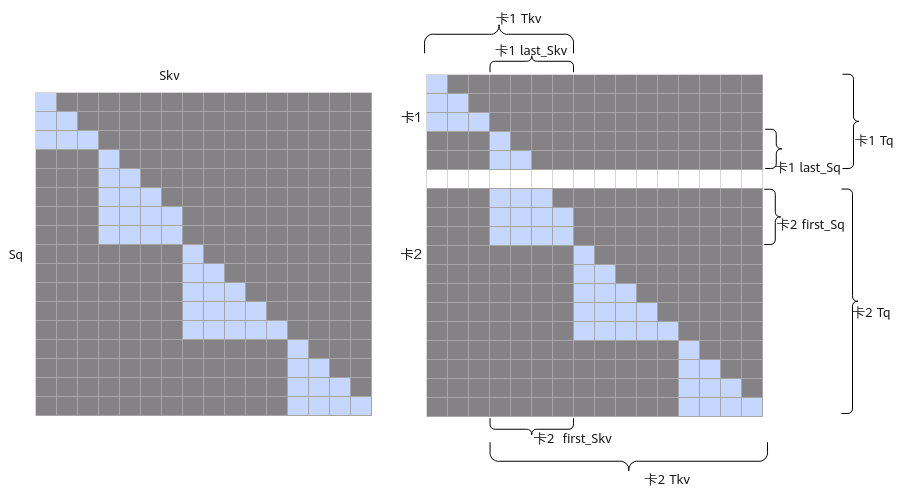 Skv
Sq
卡1 Tkv
卡1 last_Skv
卡1
卡1 Tq
卡1 last_Sq
卡2 first_Sq
卡2
卡2 Tq
卡2 first_Skv
卡2 Tkv